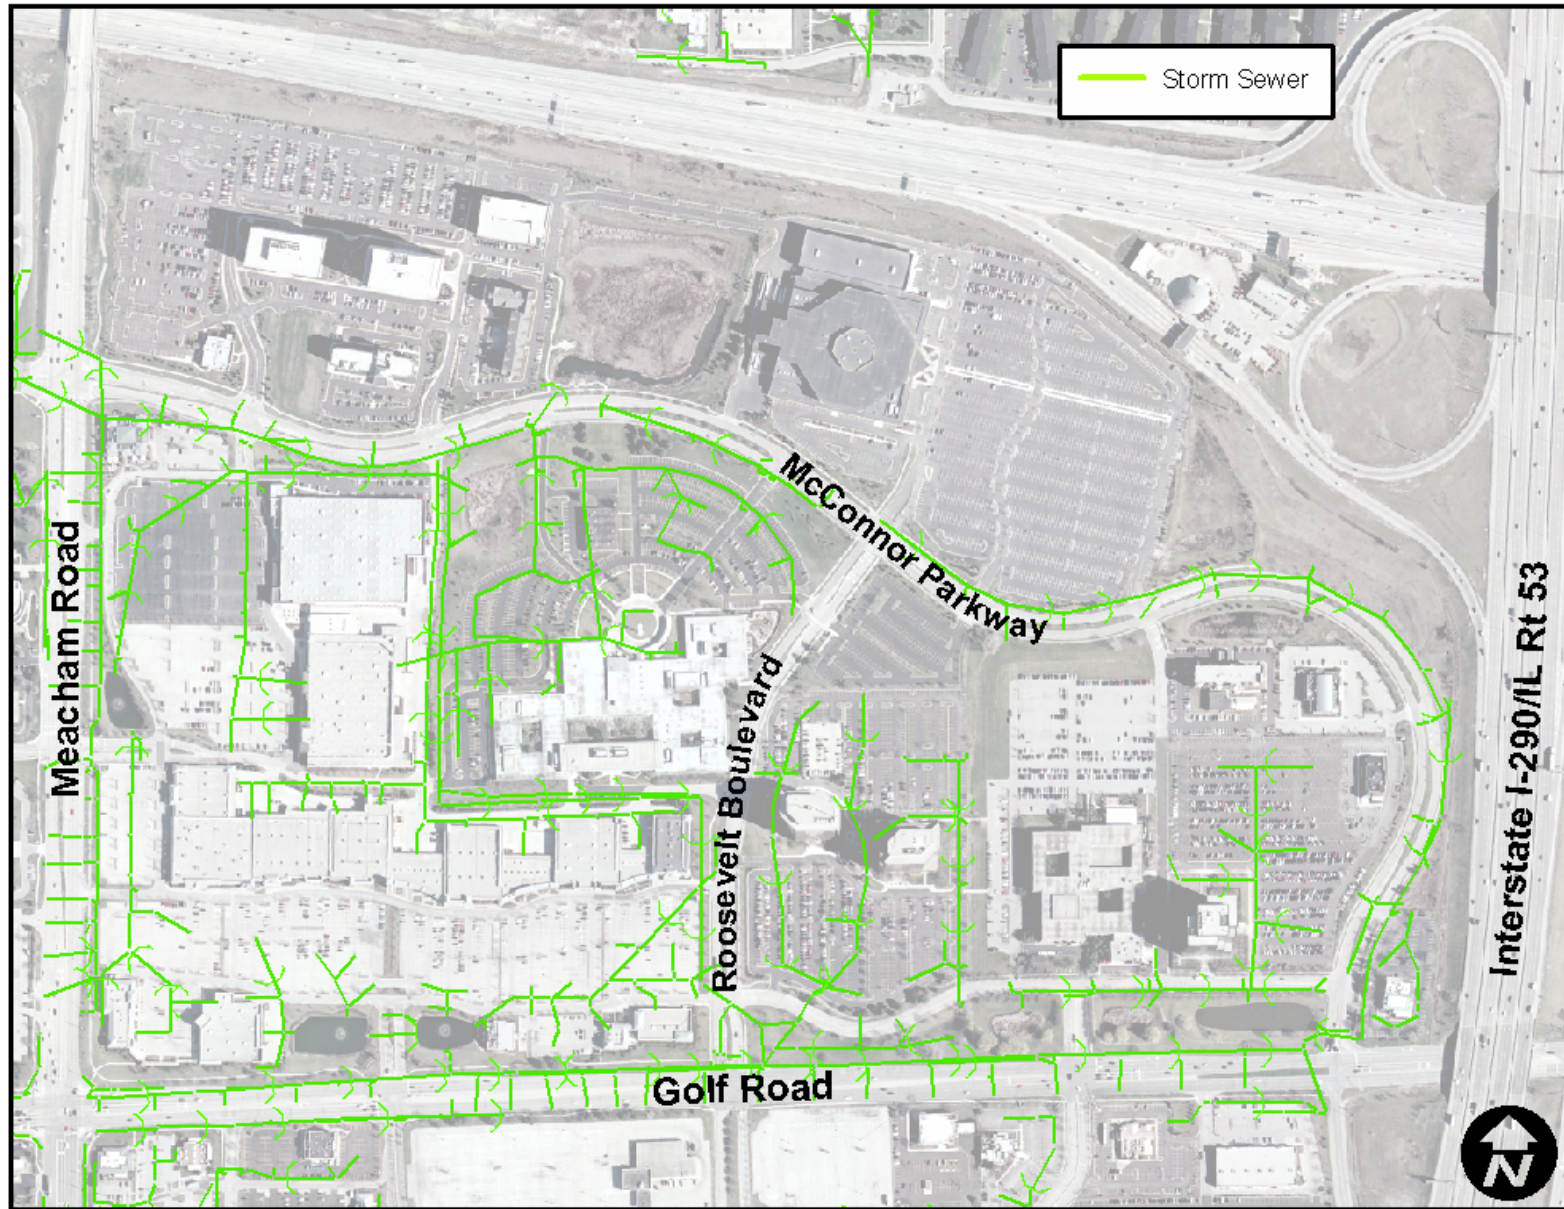 Storm Sewer
McConnor Parkway
Meacham Road
Interstate I-290/IL Rt 53
Roosevelt Boulevard
Golf Road
N